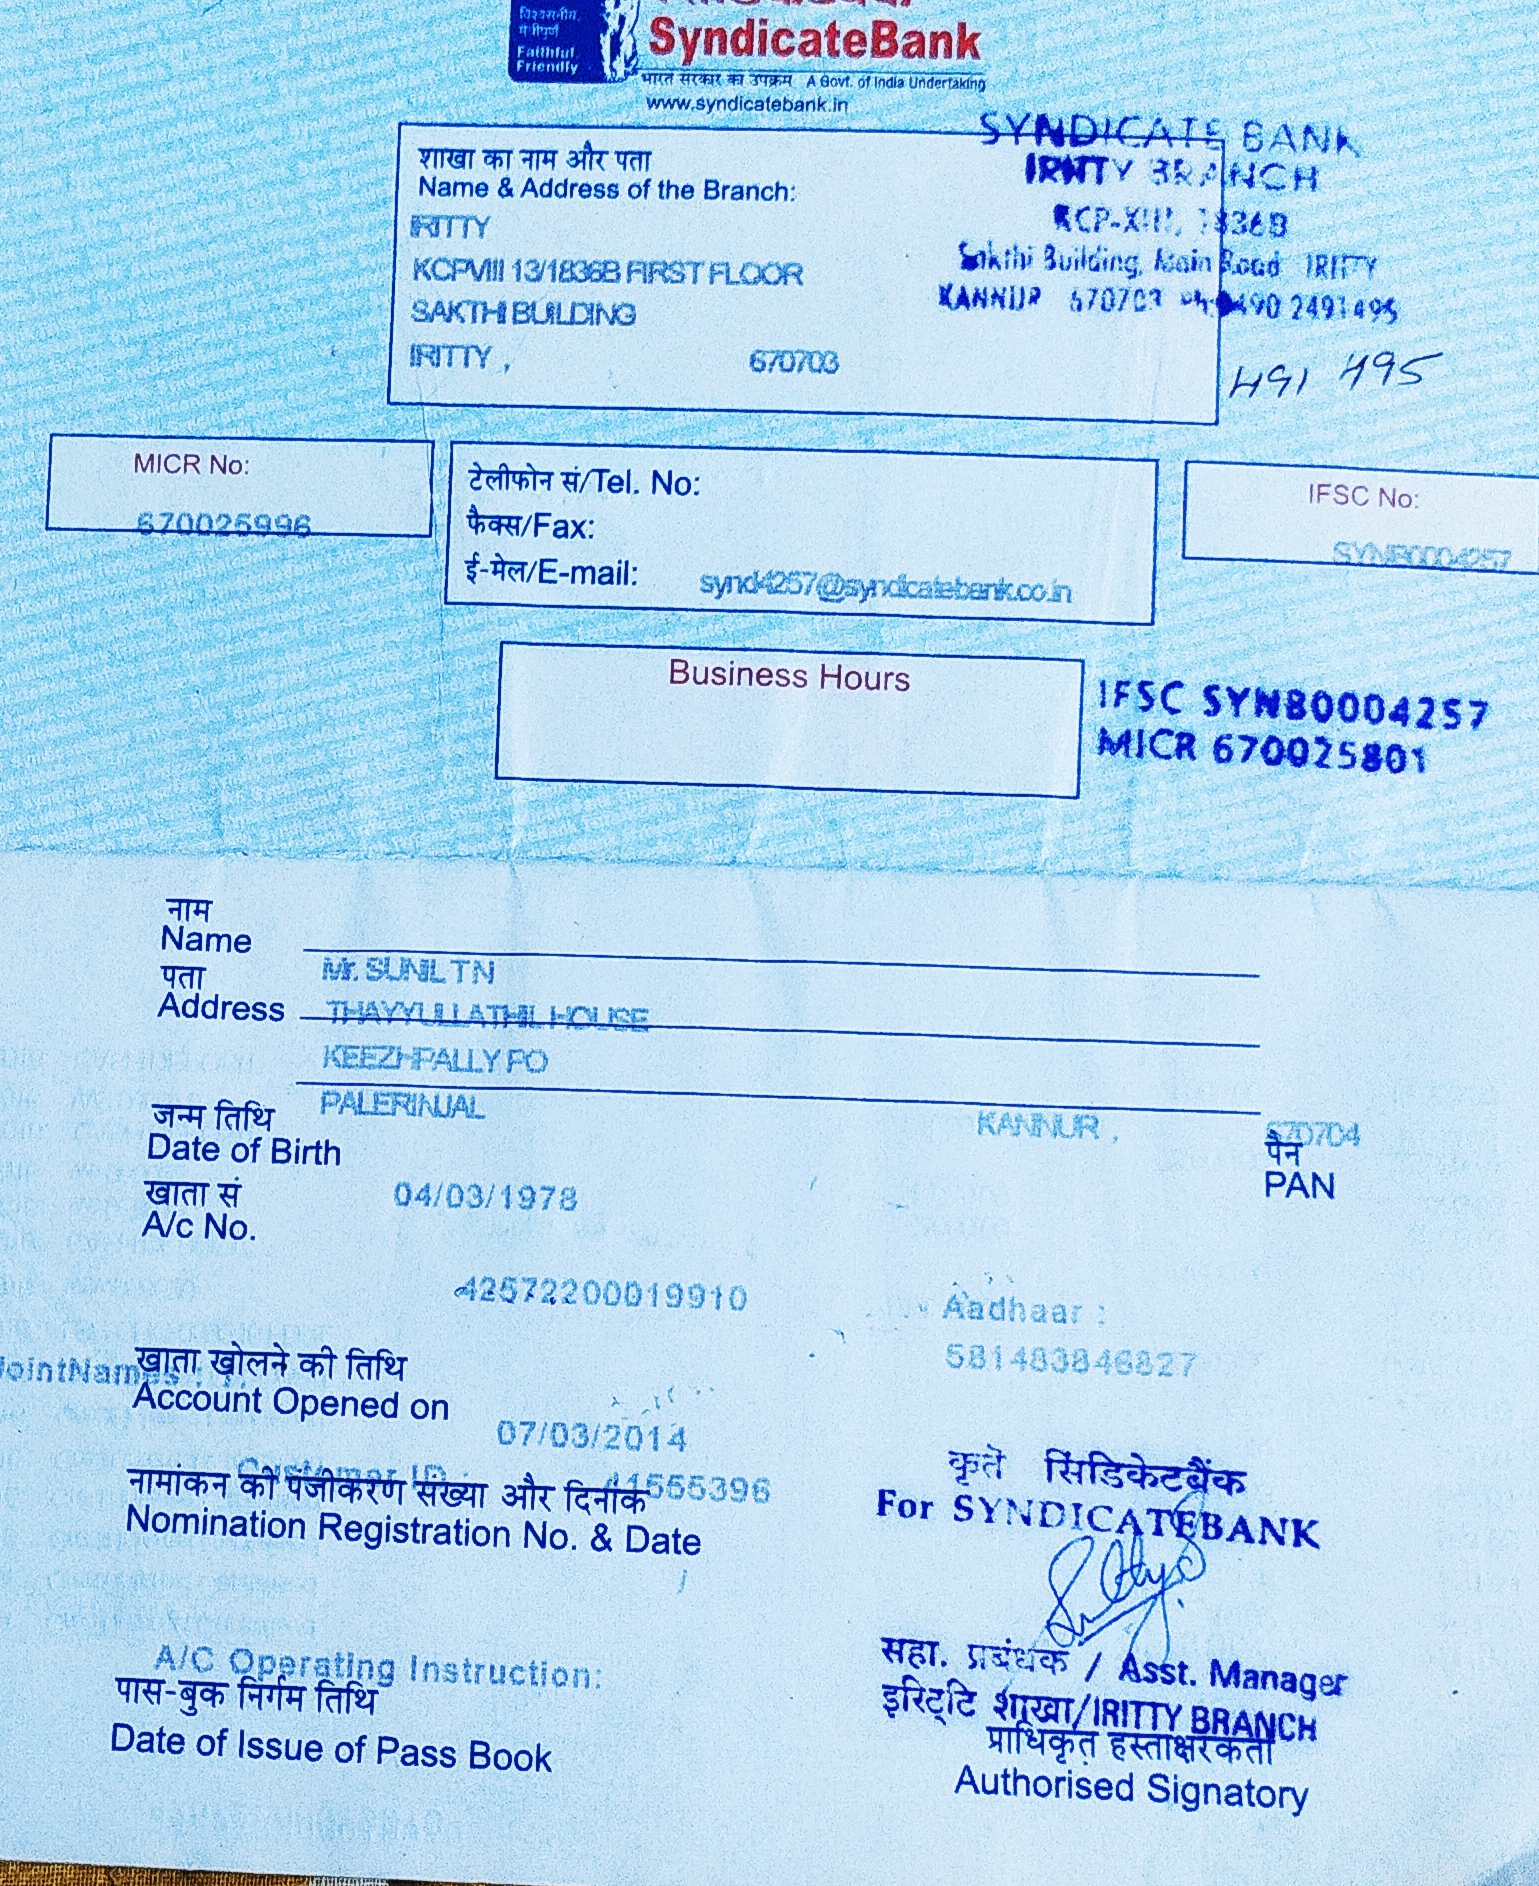 विश्वसनीय,
मैत्रीपूर्ण
Faithful,
Friendly
SyndicateBank
भारत सरकार का उपक्रम A Govt. of India Undertaking
www.syndicatebank.in
SYNDICATE BANK
IRITTY BRANCH
KCP-XIII, 1836B
Sakthi Building, Main Road IRITTY
KANNUR 670703 Ph 0490 2491495
491 495
शाखा का नाम और पता
Name & Address of the Branch:
IRITTY
KCPVIII 13/1836B FIRST FLOOR
SAKTHI BUILDING
IRITTY , 670703
MICR No:
670025996
टेलीफोन सं/Tel. No:
फैक्स/Fax:
ई-मेल/E-mail: synd4257@syndicatebank.co.in
IFSC No:
SYNB0004257
Business Hours
IFSC SYNB0004257
MICR 670025801
नाम
Name
Mr. SUNIL T N
पता
Address THAYYULLATHIL HOUSE
KEEZHPALLY PO
PALERINJAL KANNUR , 670704
जन्म तिथि
Date of Birth
04/03/1978
पैन
PAN
खाता सं
A/c No.
42572200019910
Aadhaar :
581483846827
JointNames :
खाता खोलने की तिथि
Account Opened on
07/03/2014
Customer ID : 41555396
नामांकन की पंजीकरण संख्या और दिनांक
Nomination Registration No. & Date
कृते सिंडिकेटबैंक
For SYNDICATEBANK
A/C Operating Instruction:
पास-बुक निर्गम तिथि
Date of Issue of Pass Book
सहा. प्रबंधक / Asst. Manager
इरिट्टि शाखा/IRITTY BRANCH
प्राधिकृत हस्ताक्षरकर्ता
Authorised Signatory